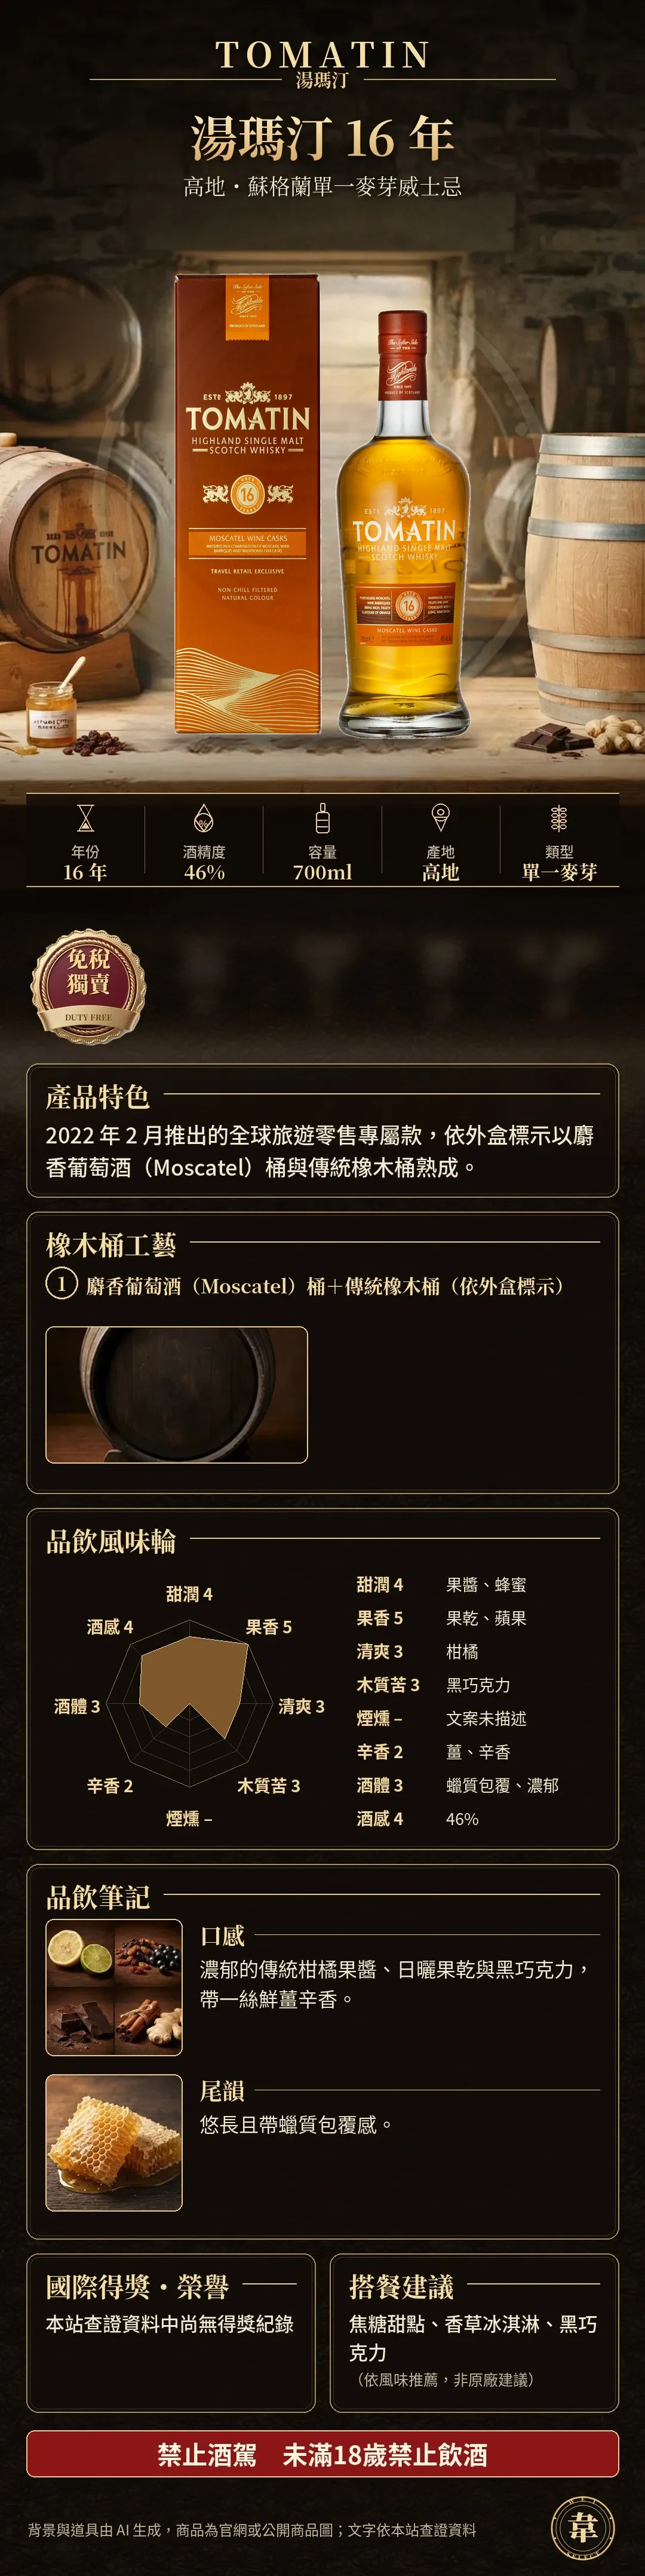 TOMATIN
湯瑪汀
湯瑪汀 16 年
高地・蘇格蘭單一麥芽威士忌
The Softer Side
OF THE
Highlands
ESTD 1897
TOMATIN
HIGHLAND SINGLE MALT
SCOTCH WHISKY
16
MOSCATEL WINE CASKS
TRAVEL RETAIL EXCLUSIVE
NON-CHILL FILTERED
NATURAL COLOUR
The Softer Side
OF THE
Highlands
ESTD 1897
TOMATIN
HIGHLAND SINGLE MALT
SCOTCH WHISKY
16
MOSCATEL WINE CASKS
TOMATIN
年份
16 年
酒精度
46%
容量
700ml
產地
高地
類型
單一麥芽
免稅
獨賣
DUTY FREE
產品特色
2022 年 2 月推出的全球旅遊零售專屬款，依外盒標示以麝
香葡萄酒（Moscatel）桶與傳統橡木桶熟成。
橡木桶工藝
1 麝香葡萄酒（Moscatel）桶＋傳統橡木桶（依外盒標示）
品飲風味輪
甜潤 4
果香 5
清爽 3
木質苦 3
煙燻 –
辛香 2
酒體 3
酒感 4
甜潤 4 果醬、蜂蜜
果香 5 果乾、蘋果
清爽 3 柑橘
木質苦 3 黑巧克力
煙燻 – 文案未描述
辛香 2 薑、辛香
酒體 3 蠟質包覆、濃郁
酒感 4 46%
品飲筆記
口感
濃郁的傳統柑橘果醬、日曬果乾與黑巧克力，
帶一絲鮮薑辛香。
尾韻
悠長且帶蠟質包覆感。
國際得獎・榮譽
本站查證資料中尚無得獎紀錄
搭餐建議
焦糖甜點、香草冰淇淋、黑巧
克力
（依風味推薦，非原廠建議）
禁止酒駕 未滿18歲禁止飲酒
背景與道具由 AI 生成，商品為官網或公開商品圖；文字依本站查證資料
韋